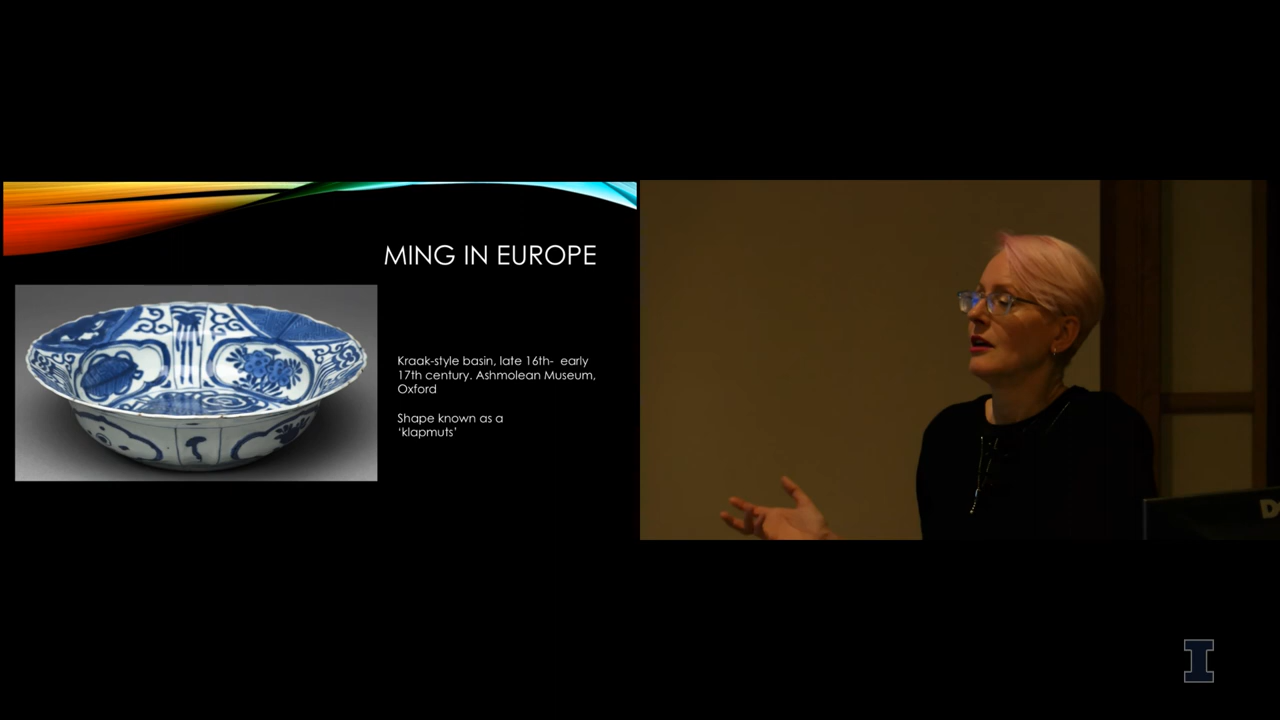 MING IN EUROPE
Kraak-style basin, late 16th- early
17th century. Ashmolean Museum,
Oxford
Shape known as a
‘klapmuts’
I